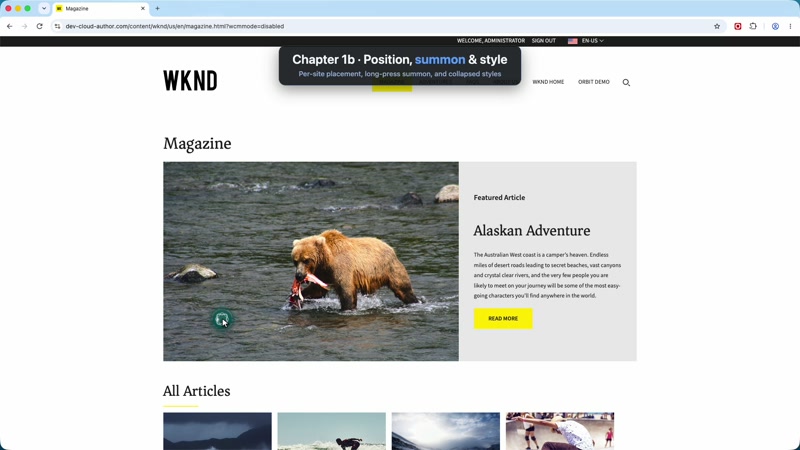 Magazine
dev-cloud-author.com/content/wknd/us/en/magazine.html?wcmmode=disabled
WELCOME, ADMINISTRATOR SIGN OUT EN-US
Chapter 1b · Position, summon & style
Per-site placement, long-press summon, and collapsed styles
WKND
WKND HOME
ORBIT DEMO
Magazine
Featured Article
Alaskan Adventure
The Australian West coast is a camper's heaven. Endless
miles of desert roads leading to secret beaches, vast canyons
and crystal clear rivers, and the very few people you are
likely to meet on your journey will be some of the most easy-
going characters you'll find anywhere in the world.
READ MORE
All Articles